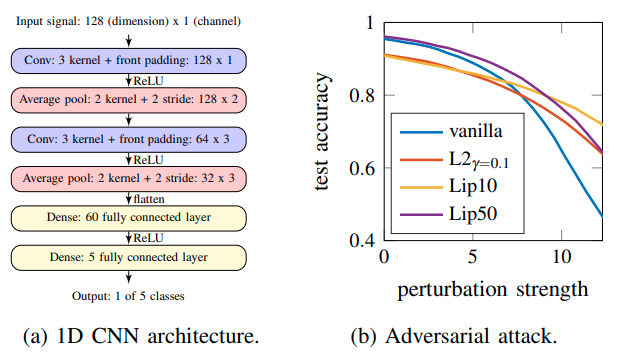 Input signal: 128 (dimension) x 1 (channel)
Conv: 3 kernel + front padding: 128 x 1
ReLU
Average pool: 2 kernel + 2 stride: 128 x 2
Conv: 3 kernel + front padding: 64 x 3
ReLU
Average pool: 2 kernel + 2 stride: 32 x 3
flatten
Dense: 60 fully connected layer
ReLU
Dense: 5 fully connected layer
Output: 1 of 5 classes
(a) 1D CNN architecture.
test accuracy
1
0.8
0.6
0.4
vanilla
L2γ=0.1
Lip10
Lip50
0 5 10
perturbation strength
(b) Adversarial attack.